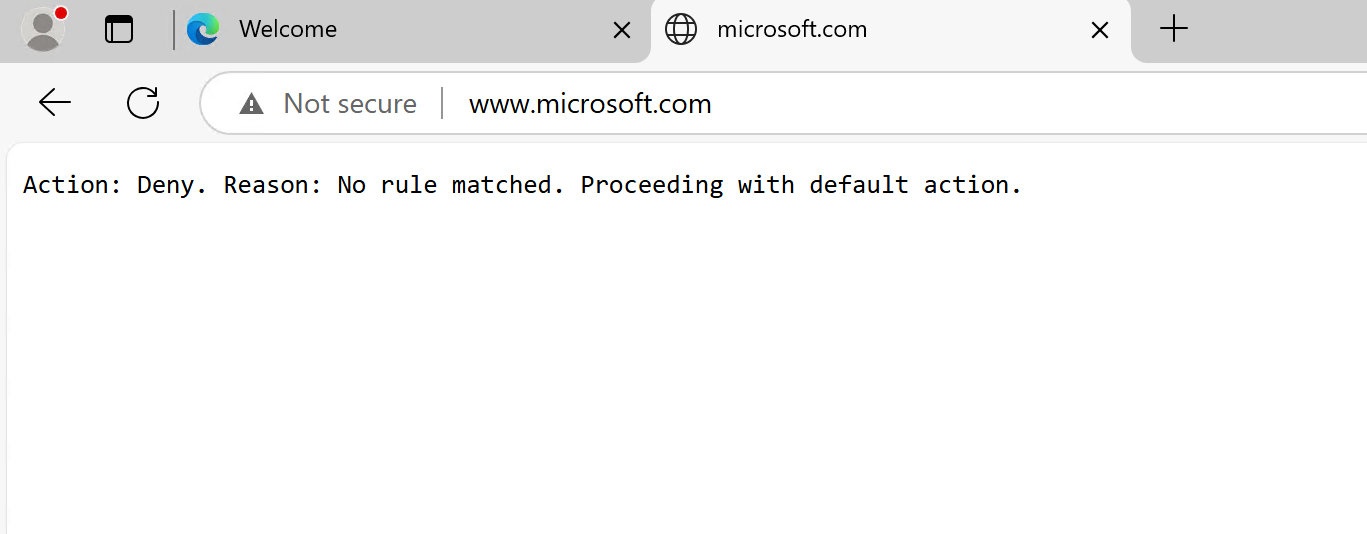 Welcome
microsoft.com
Not secure
www.microsoft.com
Action: Deny. Reason: No rule matched. Proceeding with default action.